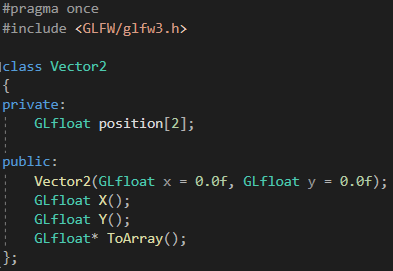 #pragma once
#include <GLFW/glfw3.h>
class Vector2
{
private:
GLfloat position[2];
public:
Vector2(GLfloat x = 0.0f, GLfloat y = 0.0f);
GLfloat X();
GLfloat Y();
GLfloat* ToArray();
};